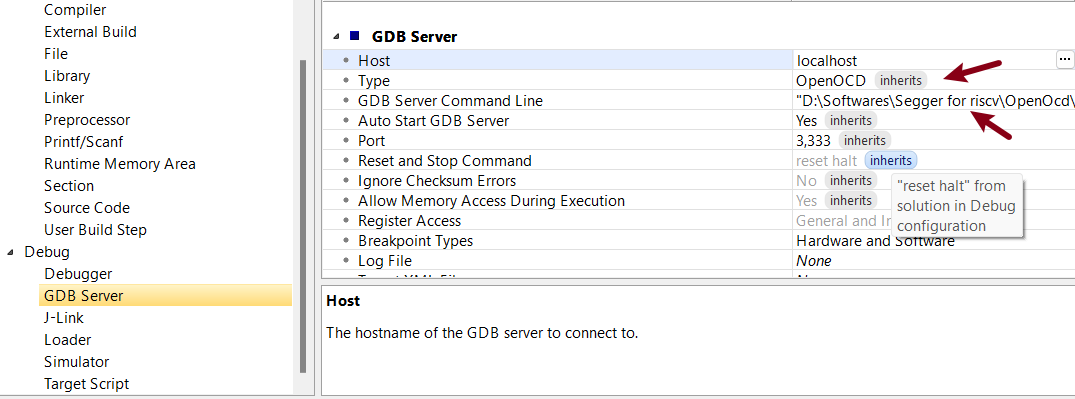 Compiler
External Build
File
Library
Linker
Preprocessor
Printf/Scanf
Runtime Memory Area
Section
Source Code
User Build Step
Debug
Debugger
GDB Server
J-Link
Loader
Simulator
Target Script
GDB Server
Host localhost ...
Type OpenOCD inherits
GDB Server Command Line "D:\Softwares\Segger for riscv\OpenOcd\
Auto Start GDB Server Yes inherits
Port 3,333 inherits
Reset and Stop Command reset halt inherits
Ignore Checksum Errors No inherits
Allow Memory Access During Execution Yes inherits
Register Access General and
Breakpoint Types Hardware and Software
Log File None
"reset halt" from
solution in Debug
configuration
Host
The hostname of the GDB server to connect to.